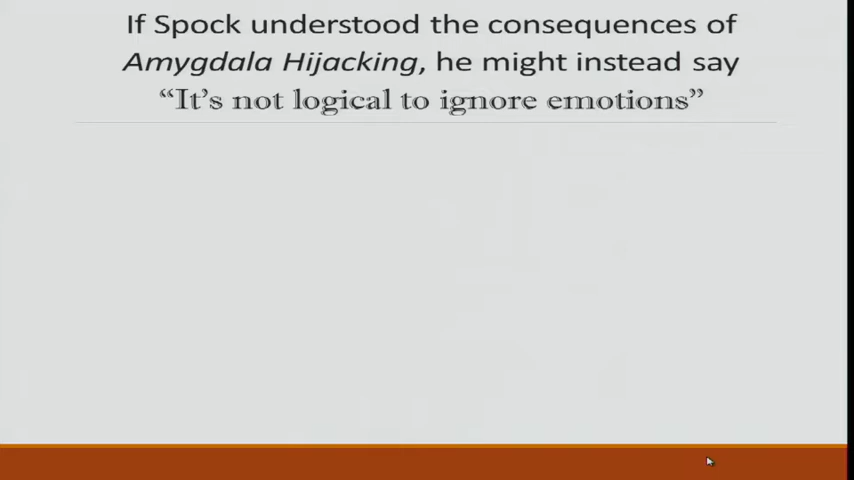 If Spock understood the consequences of
Amygdala Hijacking, he might instead say
“It’s not logical to ignore emotions”